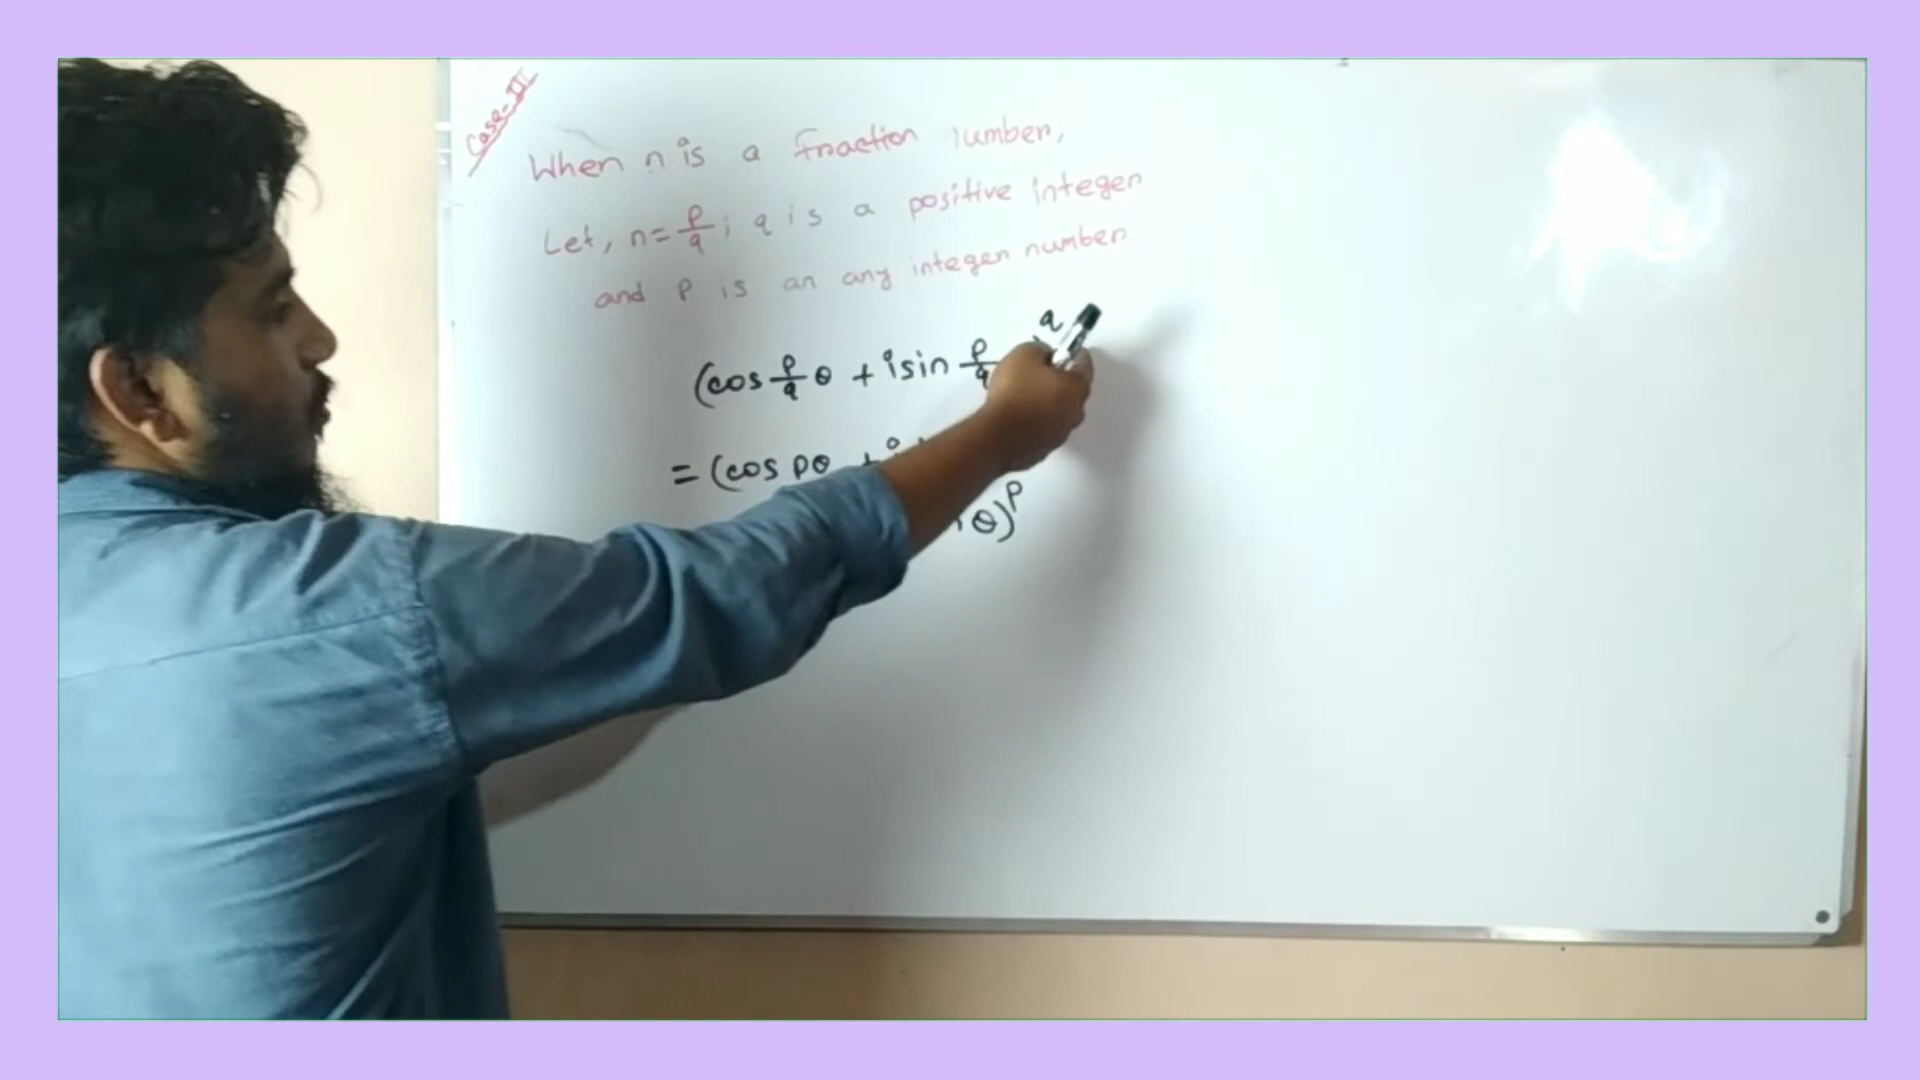 Case-III
When n is a fraction number,
Let, n = p/q ; q is a positive integer
and p is an any integer number
(cos p/q θ + i sin p/q )^q
= (cos pθ + i
θ)^p